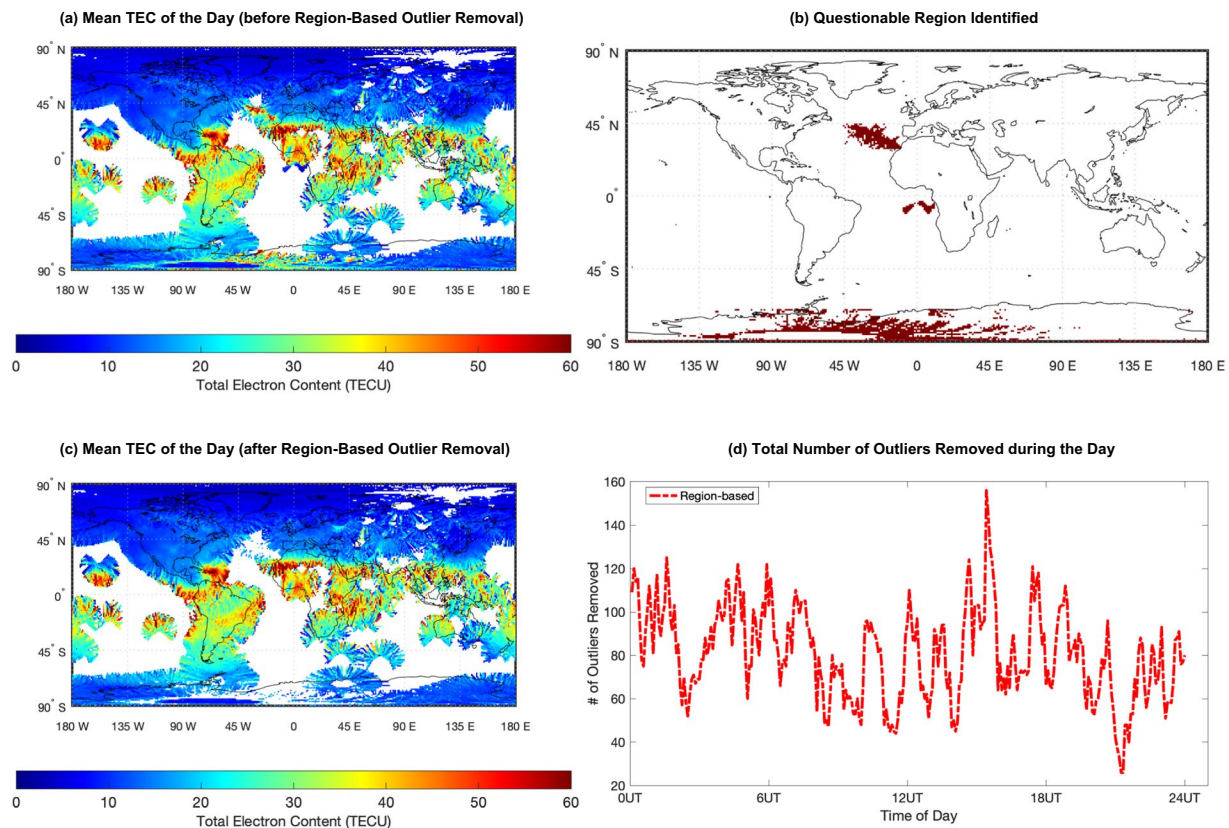 (a) Mean TEC of the Day (before Region-Based Outlier Removal)
90° N
45° N
0°
45° S
90° S
180 W 135 W 90 W 45 W 0 45 E 90 E 135 E 180 E
0 10 20 30 40 50 60
Total Electron Content (TECU)
(b) Questionable Region Identified
90° N
45° N
0°
45° S
90° S
180 W 135 W 90 W 45 W 0 45 E 90 E 135 E 180 E
(c) Mean TEC of the Day (after Region-Based Outlier Removal)
90° N
45° N
0°
45° S
90° S
180 W 135 W 90 W 45 W 0 45 E 90 E 135 E 180 E
0 10 20 30 40 50 60
Total Electron Content (TECU)
(d) Total Number of Outliers Removed during the Day
Region-based
# of Outliers Removed
160
140
120
100
80
60
40
20
0UT 6UT 12UT 18UT 24UT
Time of Day